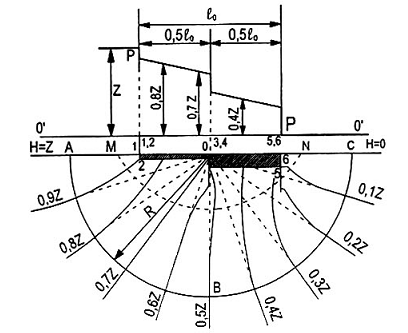 ℓ₀
0,5ℓ₀ 0,5ℓ₀
P
Z 0,8Z 0,7Z 0,4Z
P
0' 0'
H=Z A M 1 1,2 0 3,4 5,6 N C H=0
2 6
5
0,9Z 0,1Z
R
0,8Z 0,2Z
0,7Z 0,3Z
B
0,6Z 0,5Z 0,4Z